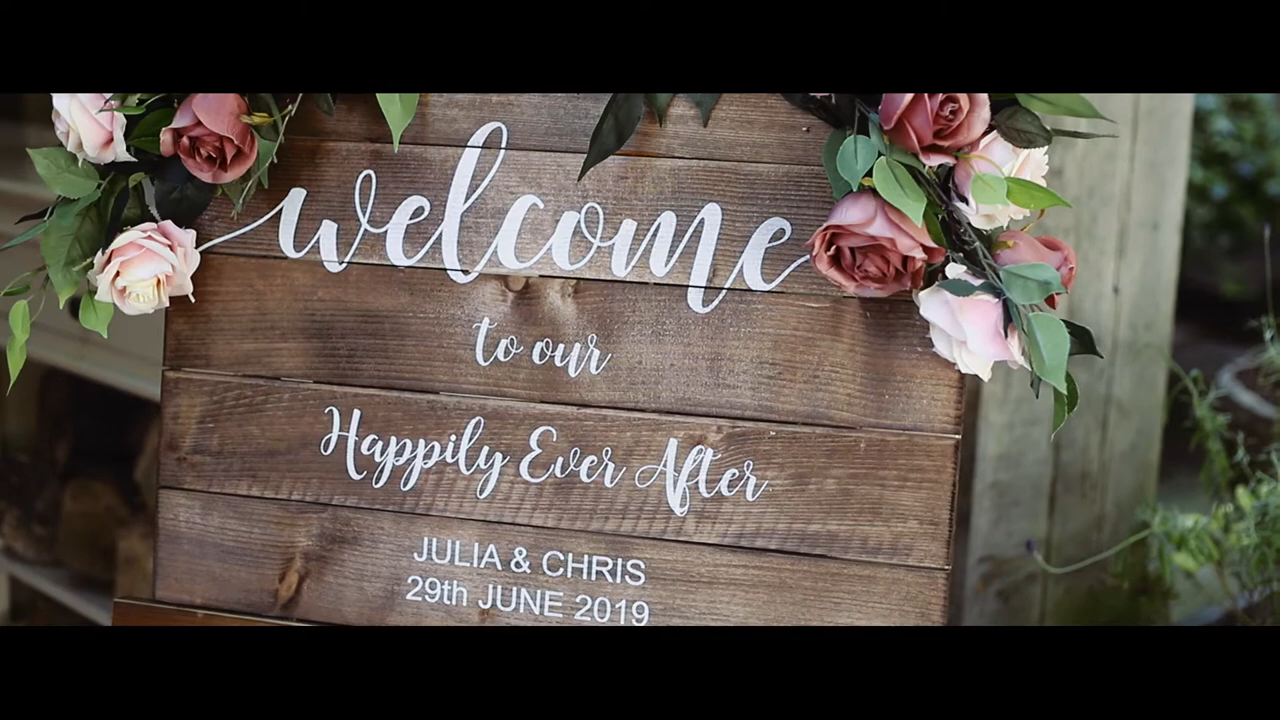 welcome
to our
Happily Ever After
JULIA & CHRIS
29th JUNE 2019